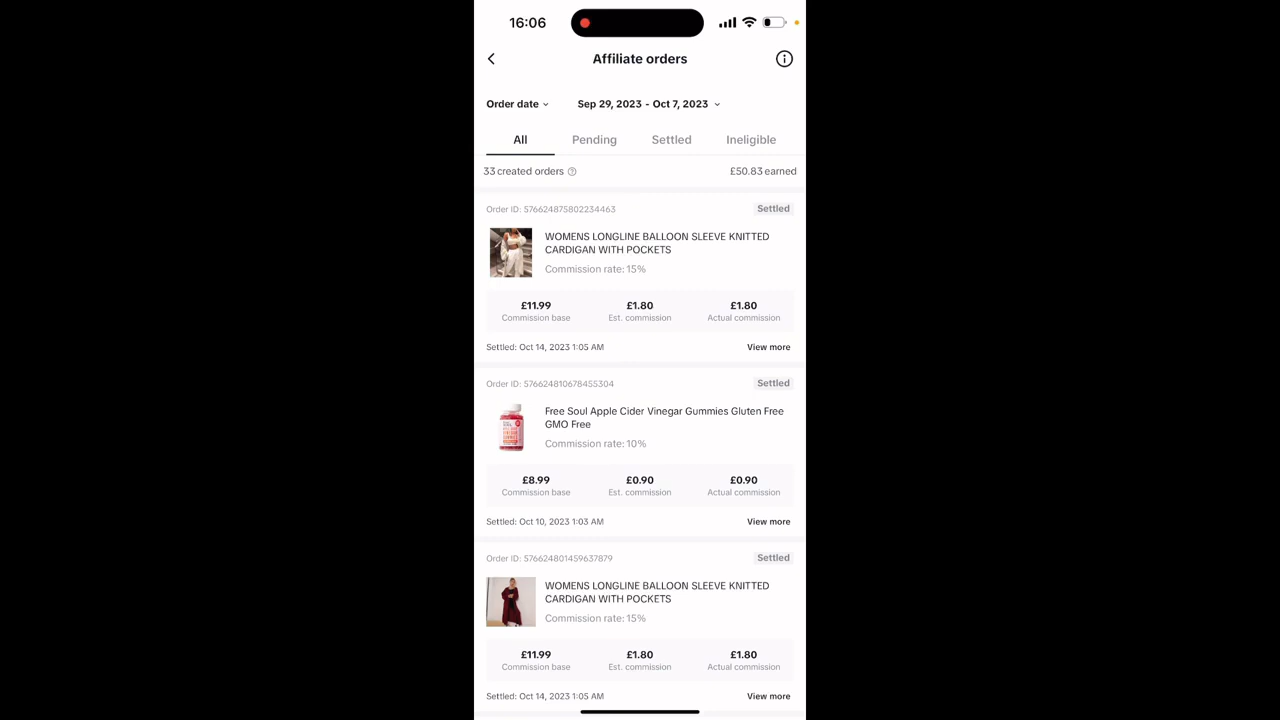 16:06
Affiliate orders
Order date
Sep 29, 2023 - Oct 7, 2023
All
Pending
Settled
Ineligible
33 created orders
£50.83 earned
Order ID: 576624875802234463
Settled
WOMENS LONGLINE BALLOON SLEEVE KNITTED
CARDIGAN WITH POCKETS
Commission rate: 15%
£11.99
£1.80
£1.80
Commission base
Est. commission
Actual commission
Settled: Oct 14, 2023 1:05 AM
View more
Order ID: 576624810678455304
Settled
Free Soul Apple Cider Vinegar Gummies Gluten Free
GMO Free
Commission rate: 10%
£8.99
£0.90
£0.90
Commission base
Est. commission
Actual commission
Settled: Oct 10, 2023 1:03 AM
View more
Order ID: 576624801459637879
Settled
WOMENS LONGLINE BALLOON SLEEVE KNITTED
CARDIGAN WITH POCKETS
Commission rate: 15%
£11.99
£1.80
£1.80
Commission base
Est. commission
Actual commission
Settled: Oct 14, 2023 1:05 AM
View more